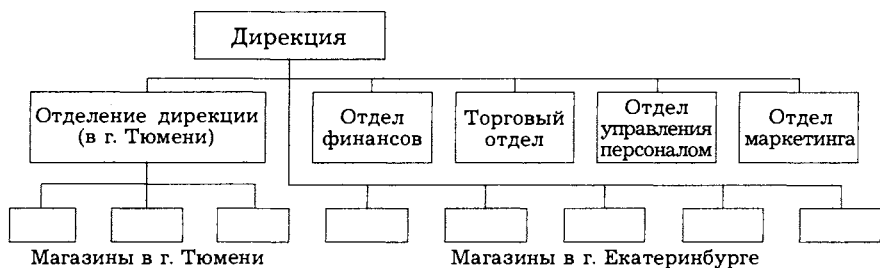 Дирекция
Отделение дирекции
(в г. Тюмени)
Отдел
финансов
Торговый
отдел
Отдел
управления
персоналом
Отдел
маркетинга
Магазины в г. Тюмени
Магазины в г. Екатеринбурге